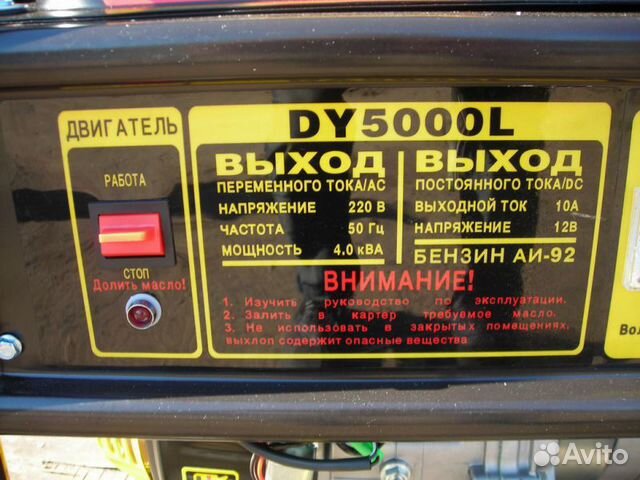 ДВИГАТЕЛЬ
РАБОТА
СТОП
Долить масло!
DY5000L
ВЫХОД
ПЕРЕМЕННОГО ТОКА/АС
НАПРЯЖЕНИЕ 220 В
ЧАСТОТА 50 Гц
МОЩНОСТЬ 4.0 кВА
ВЫХОД
ПОСТОЯННОГО ТОКА/DC
ВЫХОДНОЙ ТОК 10А
НАПРЯЖЕНИЕ 12В
БЕНЗИН АИ-92
ВНИМАНИЕ!
1. Изучить руководство по эксплуатации.
2. Залить в картер требуемое масло.
3. Не использовать в закрытых помещениях,
выхлоп содержит опасные вещества
Avito